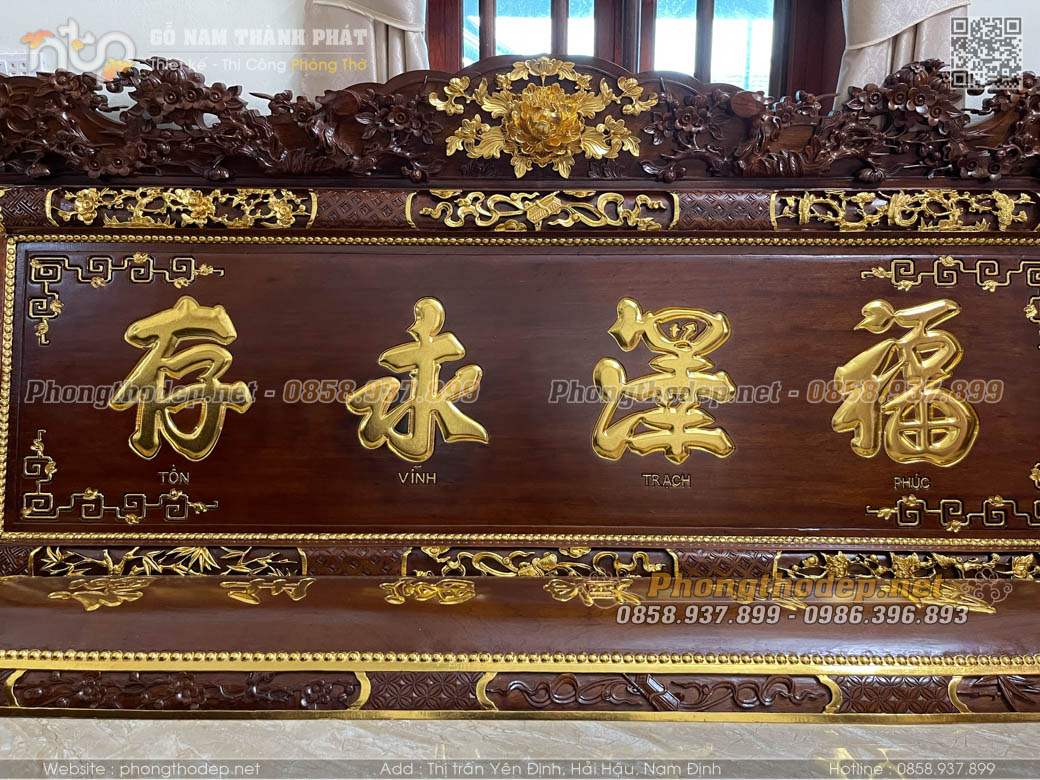 ntp GỖ NAM THÀNH PHÁT
Thiết kế - Thi Công Phòng Thờ
福澤永存
PHÚC TRẠCH VĨNH TỒN
Phongthodep.net - 0858.937.899
Phongthodep.net - 0858.937.899
Phongthodep.net
0858.937.899 - 0986.396.893
Website : phongthodep.net Add : Thị trấn Yên Định, Hải Hậu, Nam Định Hotline : 0858.937.899